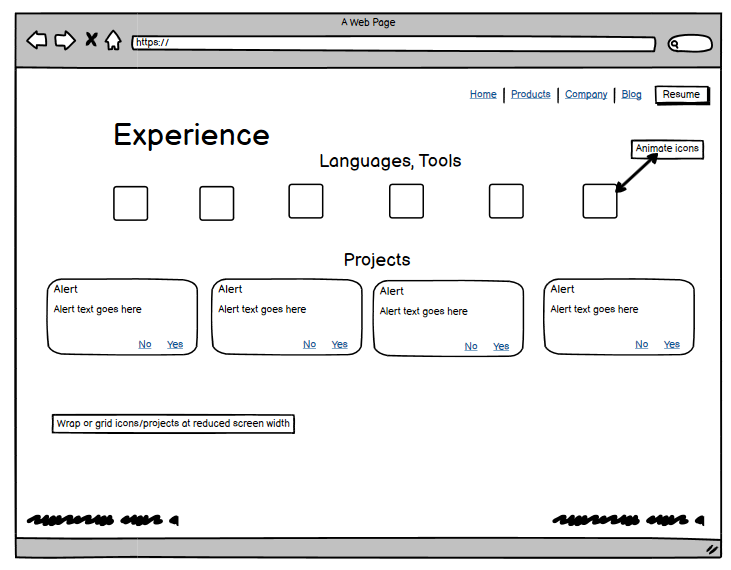 A Web Page
https://
Home Products Company Blog Resume
Experience
Animate icons
Languages, Tools
Projects
Alert
Alert text goes here
No Yes
Alert
Alert text goes here
No Yes
Alert
Alert text goes here
No Yes
Alert
Alert text goes here
No Yes
Wrap or grid icons/projects at reduced screen width